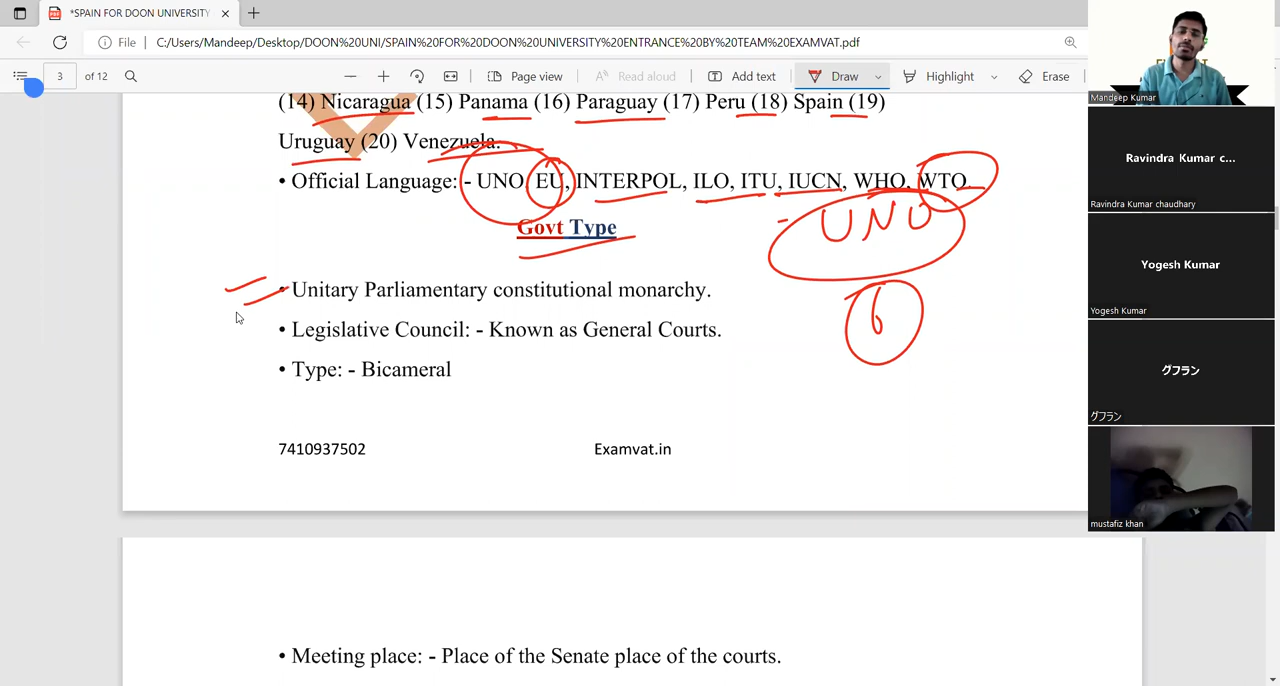 *SPAIN FOR DOON UNIVERSITY
File C:/Users/Mandeep/Desktop/DOON%20UNI/SPAIN%20FOR%20DOON%20UNIVERSITY%20ENTRANCE%20BY%20TEAM%20EXAMVAT.pdf
3 of 12 Page view Read aloud Add text Draw Highlight Erase
(14) Nicaragua (15) Panama (16) Paraguay (17) Peru (18) Spain (19)
Uruguay (20) Venezuela.
• Official Language: - UNO, EU, INTERPOL, ILO, ITU, IUCN, WHO, WTO.
UNO
Govt Type
• Unitary Parliamentary constitutional monarchy.
6
• Legislative Council: - Known as General Courts.
• Type: - Bicameral
7410937502 Examvat.in
• Meeting place: - Place of the Senate place of the courts.
Mandeep Kumar
Ravindra Kumar c...
Ravindra Kumar chaudhary
Yogesh Kumar
Yogesh Kumar
グフラン
グフラン
mustafiz khan